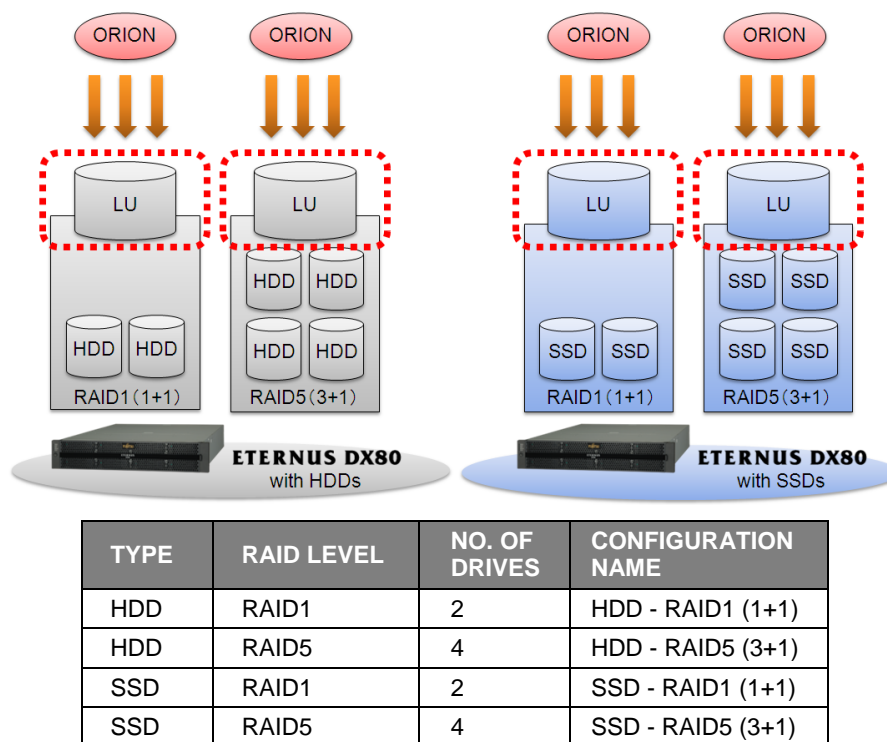 ORION ORION ORION ORION
LU LU LU LU
HDD HDD SSD SSD
HDD HDD HDD HDD SSD SSD SSD SSD
RAID1(1+1) RAID5(3+1) RAID1(1+1) RAID5(3+1)
ETERNUS DX80 ETERNUS DX80
with HDDs with SSDs
TYPE RAID LEVEL NO. OF DRIVES CONFIGURATION NAME
HDD RAID1 2 HDD - RAID1 (1+1)
HDD RAID5 4 HDD - RAID5 (3+1)
SSD RAID1 2 SSD - RAID1 (1+1)
SSD RAID5 4 SSD - RAID5 (3+1)